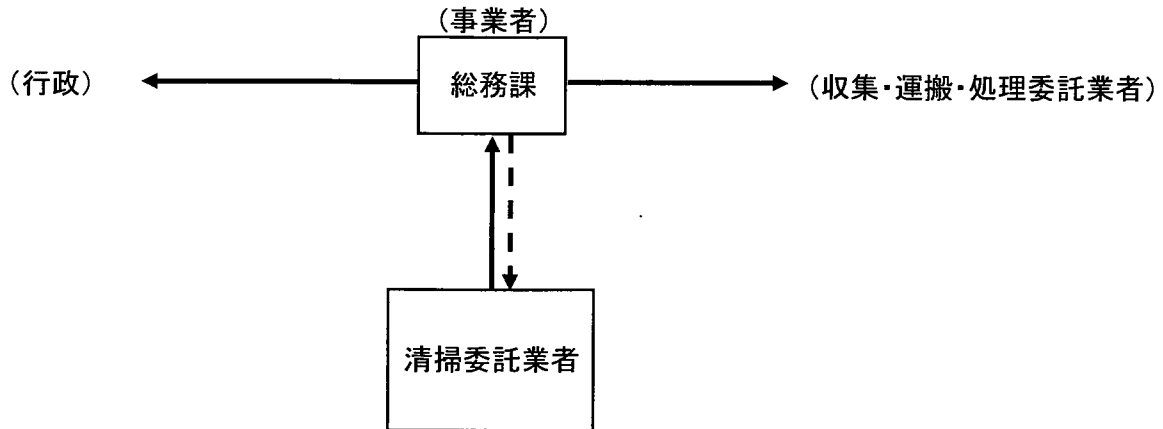 （事業者）
（行政）
総務課
（収集・運搬・処理委託業者）
清掃委託業者